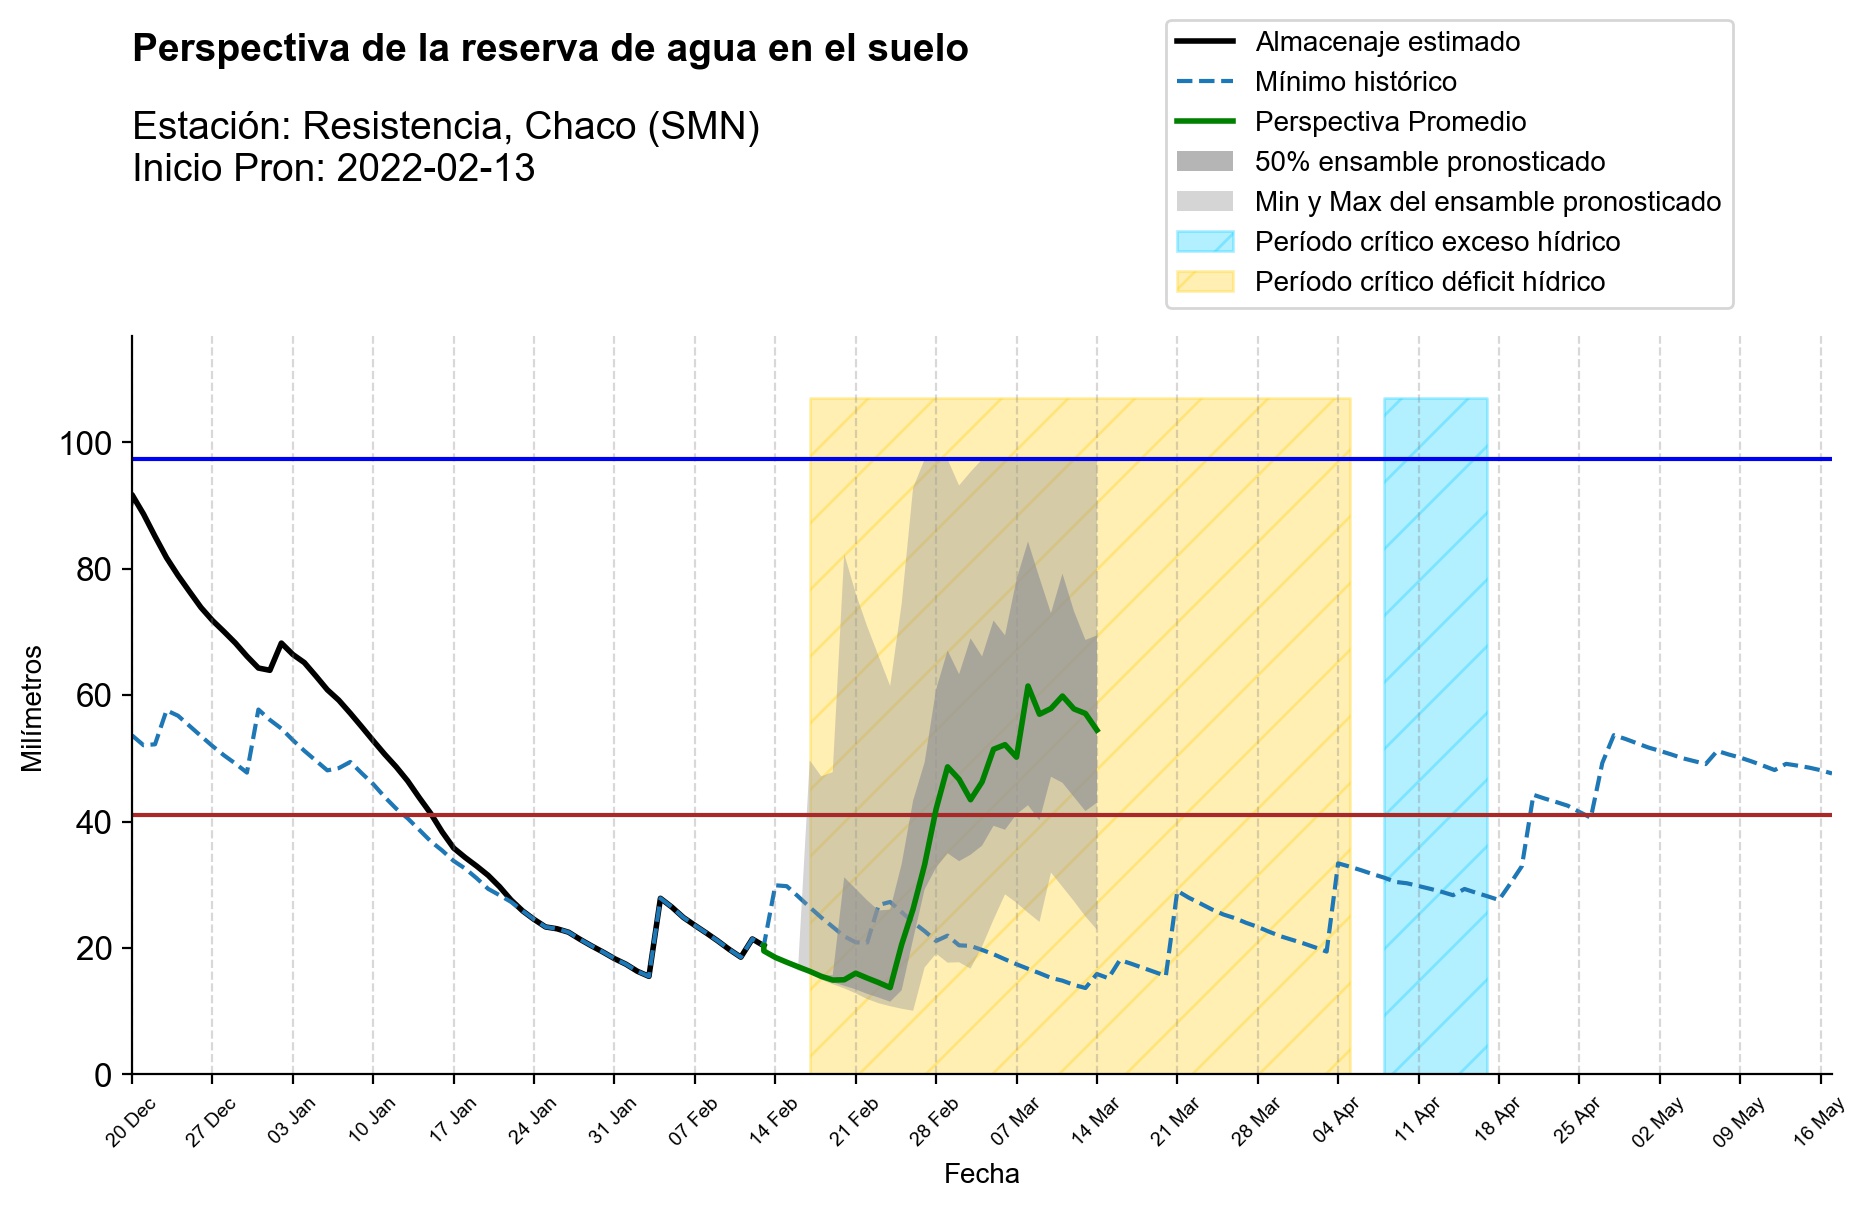 Perspectiva de la reserva de agua en el suelo
Estación: Resistencia, Chaco (SMN)
Inicio Pron: 2022-02-13
Almacenaje estimado
Mínimo histórico
Perspectiva Promedio
50% ensamble pronosticado
Min y Max del ensamble pronosticado
Período crítico exceso hídrico
Período crítico déficit hídrico
100
80
60
40
20
0
Milímetros
20 Dec
27 Dec
03 Jan
10 Jan
17 Jan
24 Jan
31 Jan
07 Feb
14 Feb
21 Feb
28 Feb
07 Mar
14 Mar
21 Mar
28 Mar
04 Apr
11 Apr
18 Apr
25 Apr
02 May
09 May
16 May
Fecha